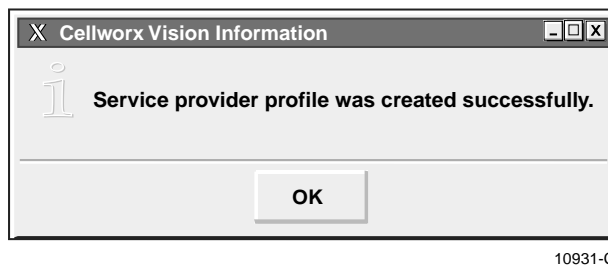 X Cellworx Vision Information
Service provider profile was created successfully.
OK
10931-C